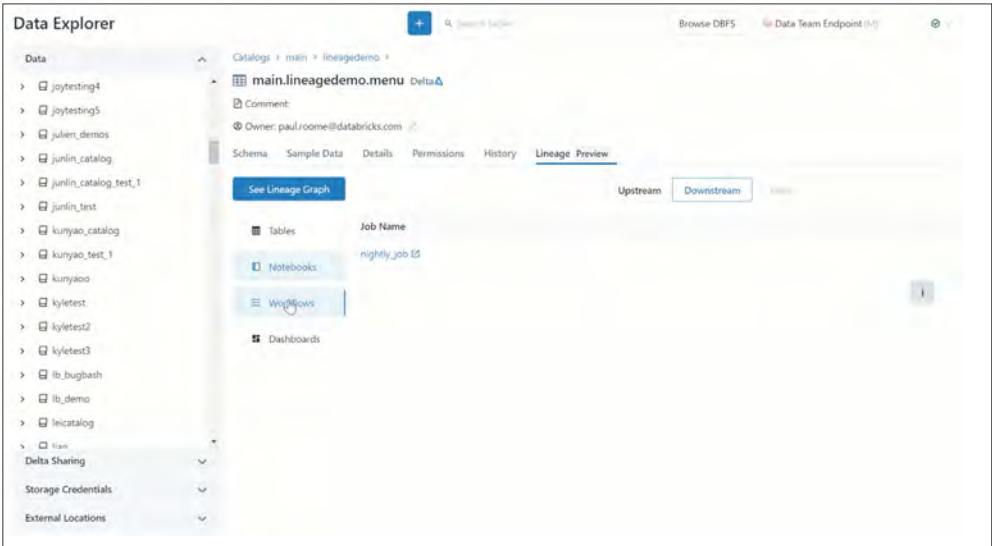 Data Explorer
+
Browse DBFS
Data Team Endpoint (M)
Data
joytesting4
joytesting5
julien_demos
junlin_catalog
junlin_catalog_test_1
junlin_test
kunyao_catalog
kunyao_test_1
kunyaoo
kyletest
kyletest2
kyletest3
lb_bugbash
lb_demo
leicatalog
Delta Sharing
Storage Credentials
External Locations
Catalogs > main > lineagedemo >
main.lineagedemo.menu Delta
Comment:
Owner: paul.roome@databricks.com
Schema Sample Data Details Permissions History Lineage Preview
See Lineage Graph
Upstream Downstream
Tables
Notebooks
Workflows
Dashboards
Job Name
nightly_job